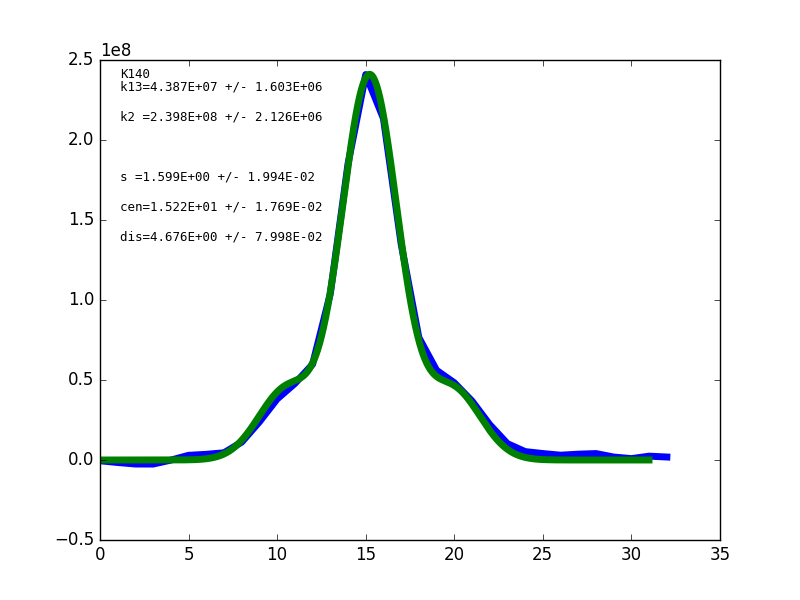 1e8
2.5
K140
k13=4.387E+07 +/- 1.603E+06
k2 =2.398E+08 +/- 2.126E+06
2.0
s =1.599E+00 +/- 1.994E-02
cen=1.522E+01 +/- 1.769E-02
1.5
dis=4.676E+00 +/- 7.998E-02
1.0
0.5
0.0
−0.5
0 5 10 15 20 25 30 35